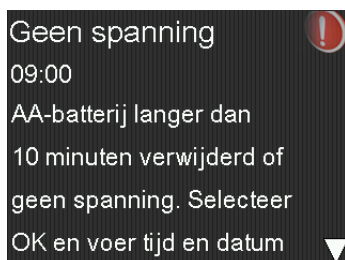 Geen spanning
09:00
AA-batterij langer dan
10 minuten verwijderd of
geen spanning. Selecteer
OK en voer tijd en datum